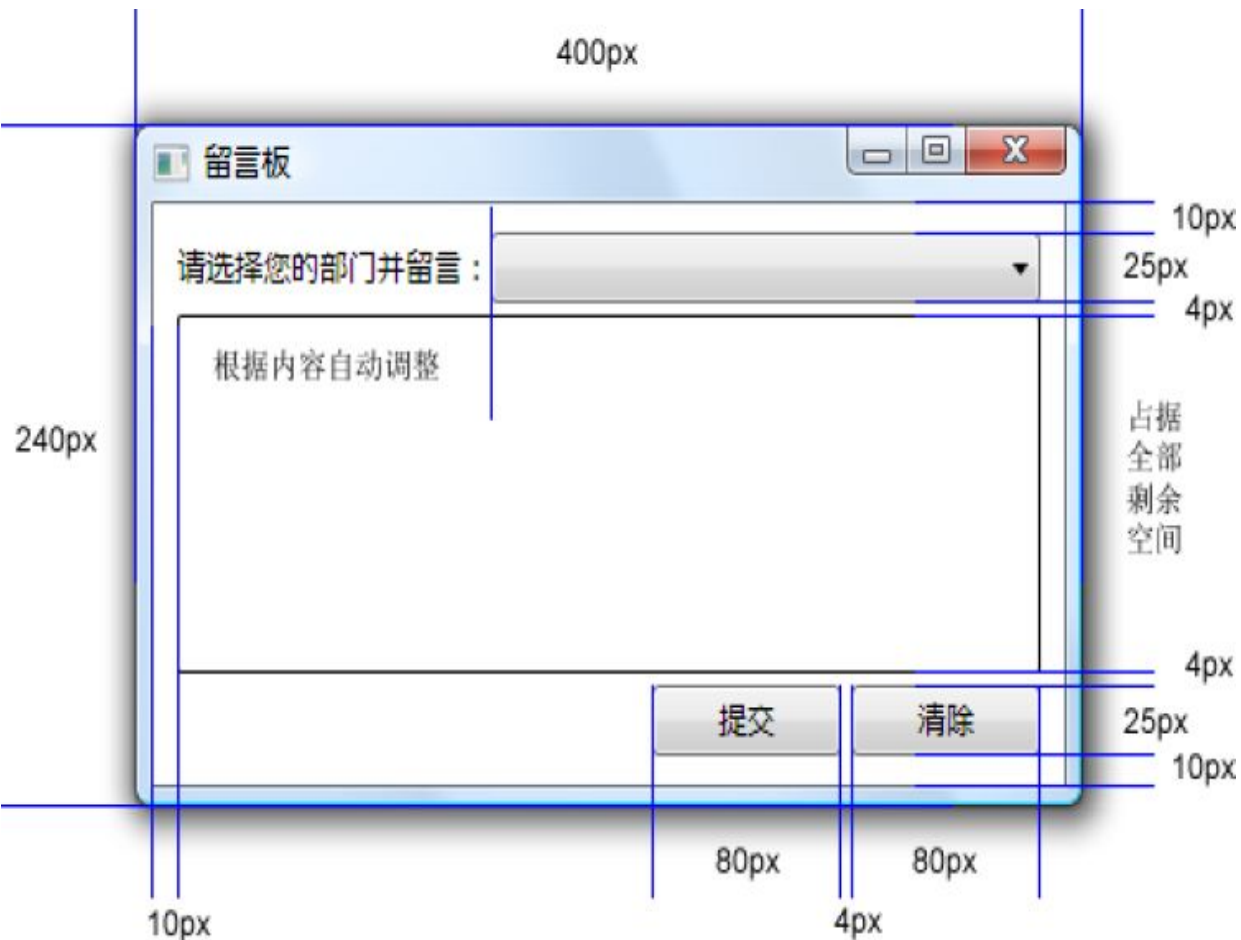 400px
留言板
X
10px
请选择您的部门并留言：
25px
4px
根据内容自动调整
240px
占据
全部
剩余
空间
4px
提交
清除
25px
10px
80px
80px
10px
4px